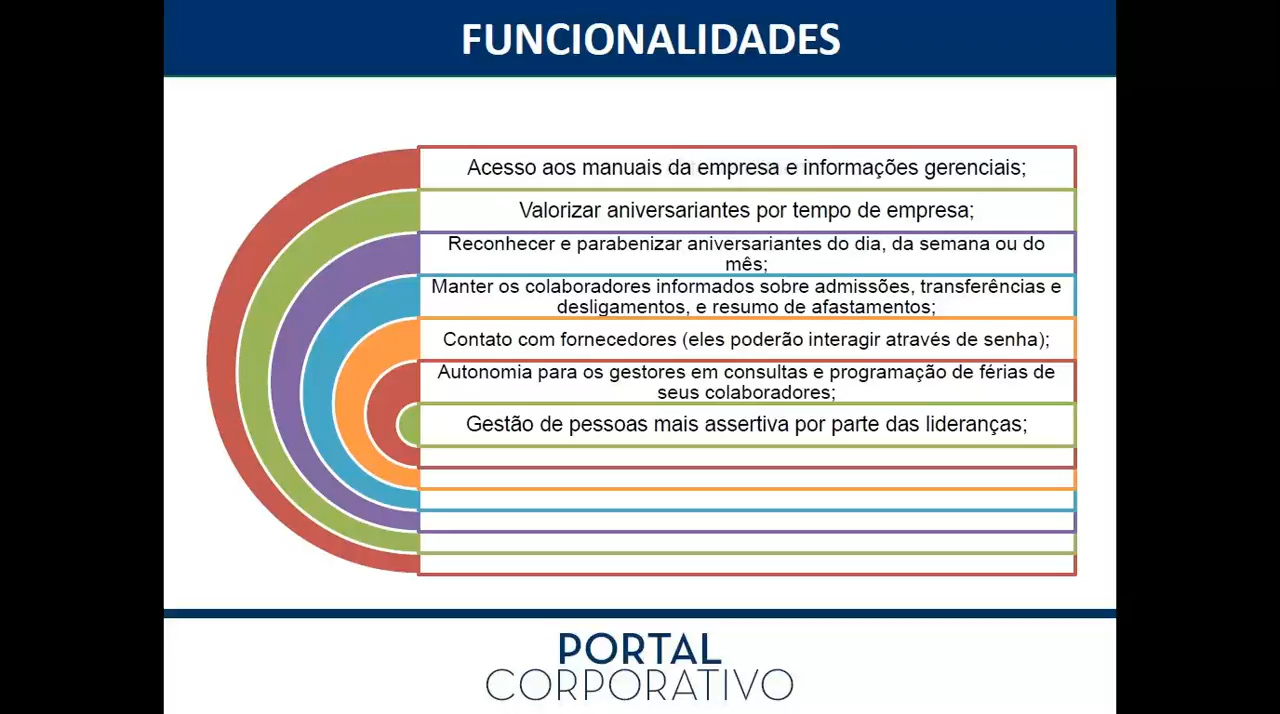 FUNCIONALIDADES
Acesso aos manuais da empresa e informações gerenciais;
Valorizar aniversariantes por tempo de empresa;
Reconhecer e parabenizar aniversariantes do dia, da semana ou do
mês;
Manter os colaboradores informados sobre admissões, transferências e
desligamentos, e resumo de afastamentos;
Contato com fornecedores (eles poderão interagir através de senha);
Autonomia para os gestores em consultas e programação de férias de
seus colaboradores;
Gestão de pessoas mais assertiva por parte das lideranças;
PORTAL
CORPORATIVO